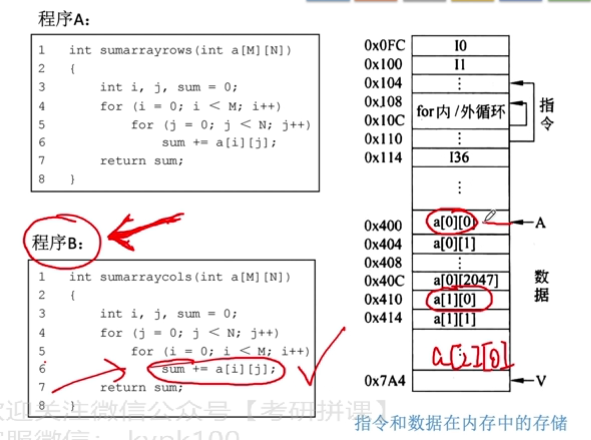 程序A：
1 int sumarrayrows(int a[M][N])
2 {
3 int i, j, sum = 0;
4 for (i = 0; i < M; i++)
5 for (j = 0; j < N; j++)
6 sum += a[i][j];
7 return sum;
8 }
程序B：
1 int sumarraycols(int a[M][N])
2 {
3 int i, j, sum = 0;
4 for (j = 0; j < N; j++)
5 for (i = 0; i < M; i++)
6 sum += a[i][j];
7 return sum;
8 }
0x0FC I0
0x100 I1
0x104 ⋮
0x108 for内/外循环
0x10C
0x110 ⋮
0x114 I36
⋮
指令
0x400 a[0][0] A
0x404 a[0][1]
0x408 ⋮
0x40C a[0][2047]
0x410 a[1][0]
0x414 a[1][1]
a[2][0]
0x7A4 V
数据
欢迎关注微信公众号【考研拼课】
客服微信：kypk100
指令和数据在内存中的存储